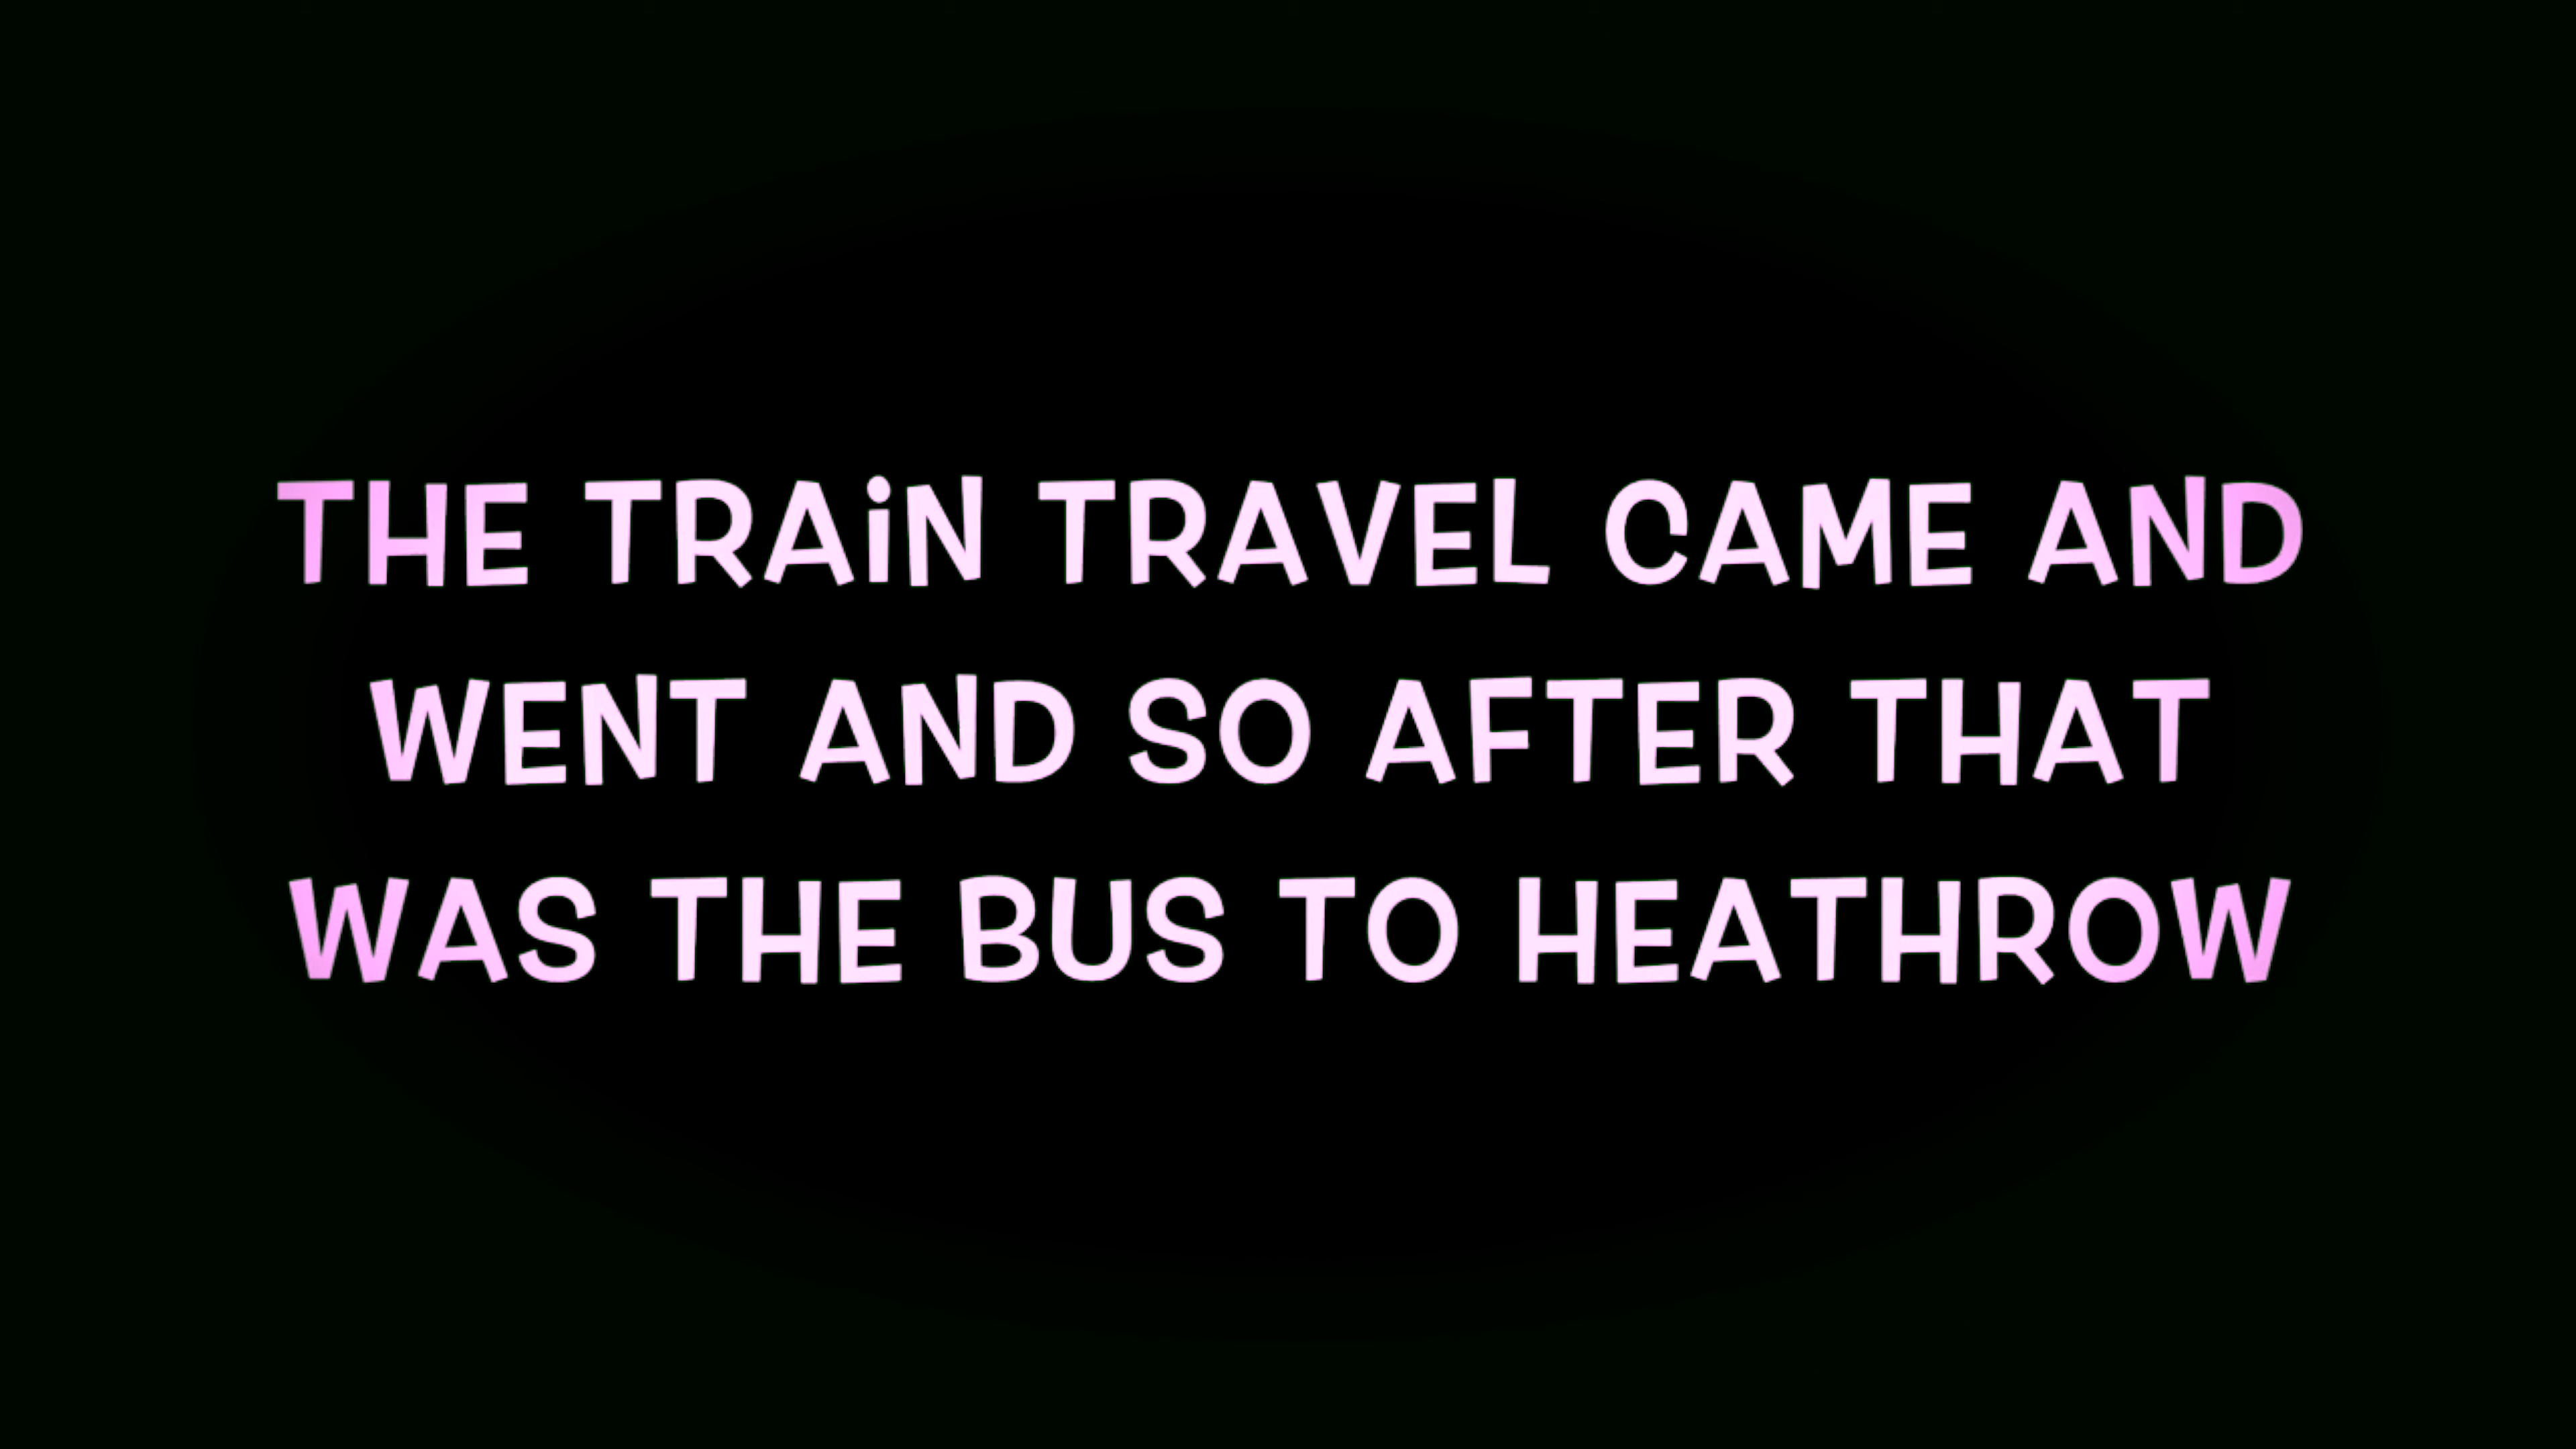 THE TRAiN TRAVEL CAME AND
WENT AND SO AFTER THAT
WAS THE BUS TO HEATHROW